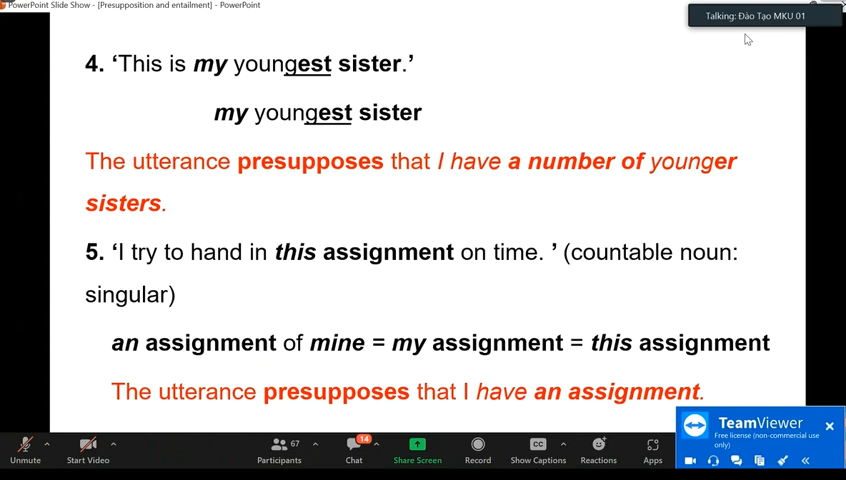 PowerPoint Slide Show - [Presupposition and entailment] - PowerPoint
Talking: Đào Tạo MKU 01
4. ‘This is my youngest sister.’
my youngest sister
The utterance presupposes that I have a number of younger
sisters.
5. ‘I try to hand in this assignment on time. ’ (countable noun:
singular)
an assignment of mine = my assignment = this assignment
The utterance presupposes that I have an assignment.
TeamViewer
Free license (non-commercial use
only)
14
67
CC
Unmute
Start Video
Participants
Chat
Share Screen
Record
Show Captions
Reactions
Apps